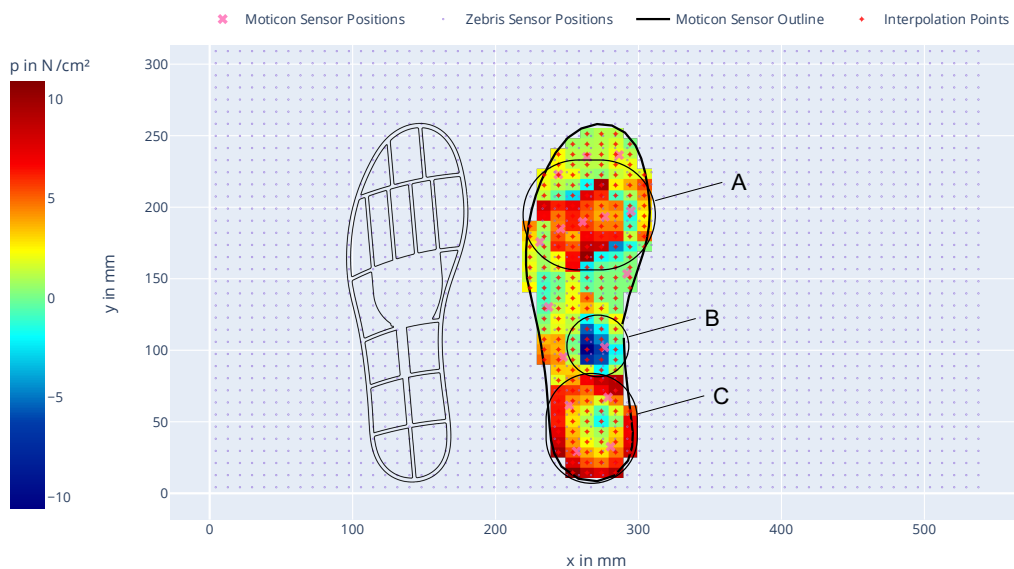 Moticon Sensor Positions Zebris Sensor Positions Moticon Sensor Outline Interpolation Points
p in N /cm²
10
5
0
−5
−10
y in mm
300
250
200
150
100
50
0
A
B
C
0 100 200 300 400 500
x in mm